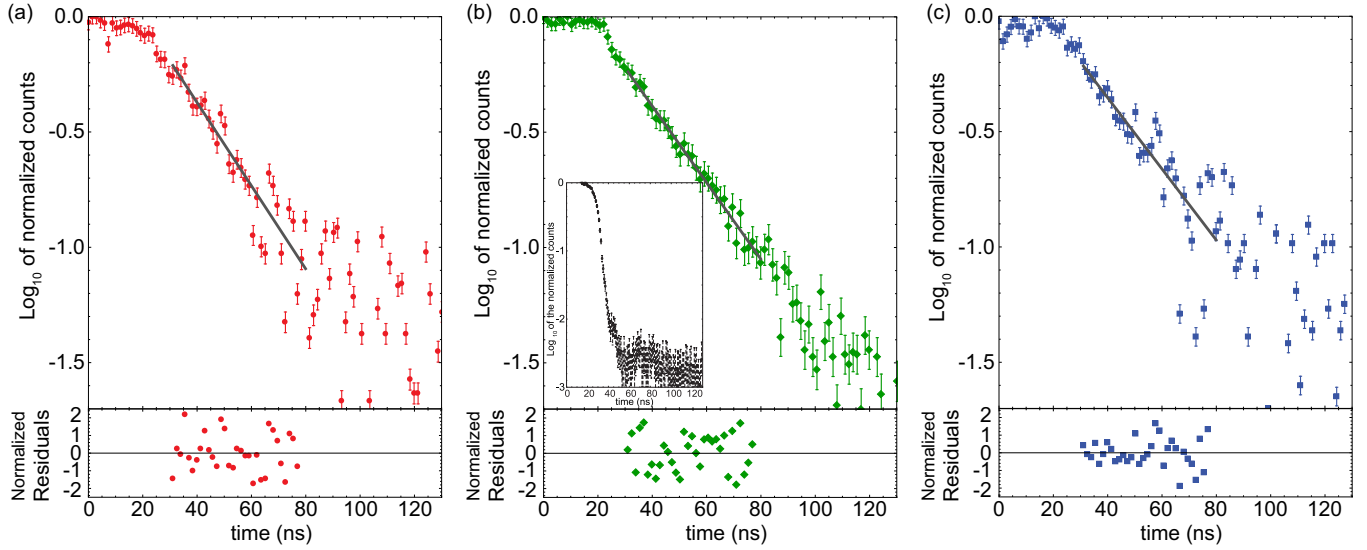 (a)
0.0
-0.5
-1.0
-1.5
Log10 of normalized counts
2
1
0
-1
-2
Normalized
Residuals
0 20 40 60 80 100 120
time (ns)
(b)
0.0
-0.5
-1.0
-1.5
Log10 of normalized counts
0
-1
-2
-3
Log 10 of the normalized counts
0 20 40 60 80 100 120
time (ns)
2
1
0
-1
-2
Normalized
Residuals
0 20 40 60 80 100 120
time (ns)
(c)
0.0
-0.5
-1.0
-1.5
Log10 of normalized counts
2
1
0
-1
-2
Normalized
Residuals
0 20 40 60 80 100 120
time (ns)